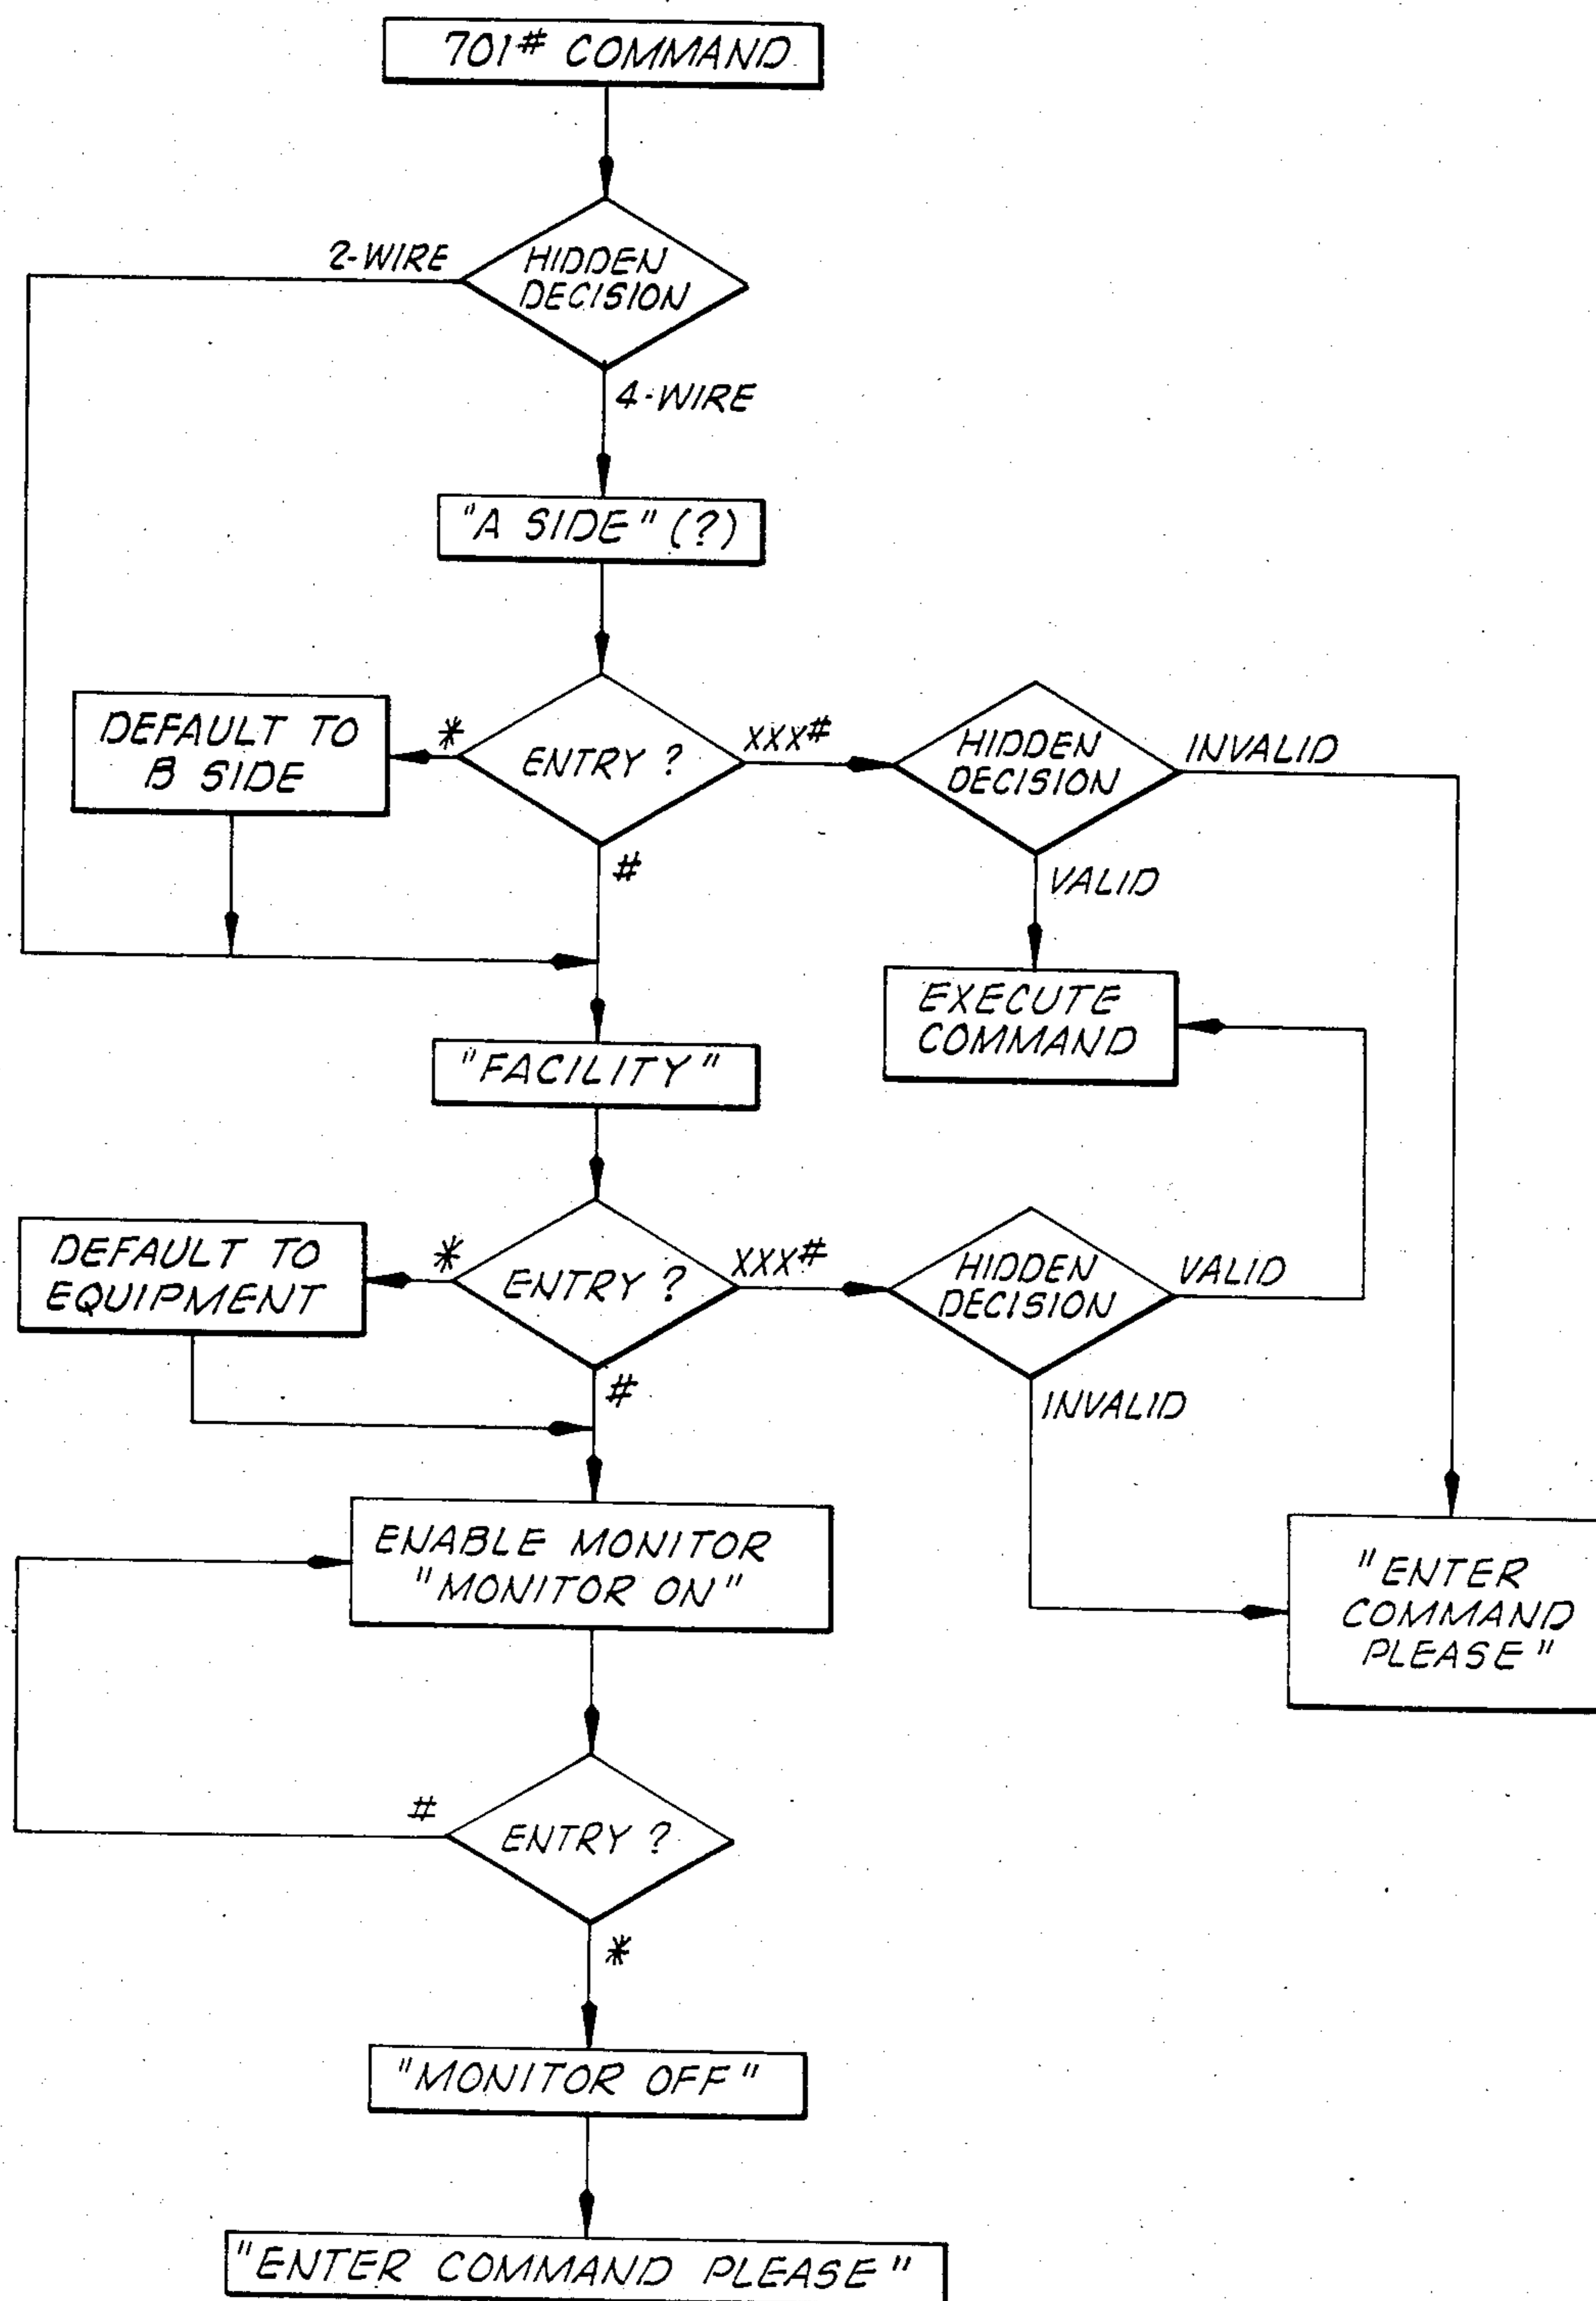 701# COMMAND
2-WIRE
HIDDEN
DECISION
4-WIRE
"A SIDE" (?)
DEFAULT TO
B SIDE
*
ENTRY ?
XXX#
HIDDEN
DECISION
INVALID
#
VALID
EXECUTE
COMMAND
"FACILITY"
DEFAULT TO
EQUIPMENT
*
ENTRY ?
XXX#
HIDDEN
DECISION
VALID
#
INVALID
ENABLE MONITOR
"MONITOR ON"
"ENTER
COMMAND
PLEASE"
#
ENTRY ?
*
"MONITOR OFF"
"ENTER COMMAND PLEASE"